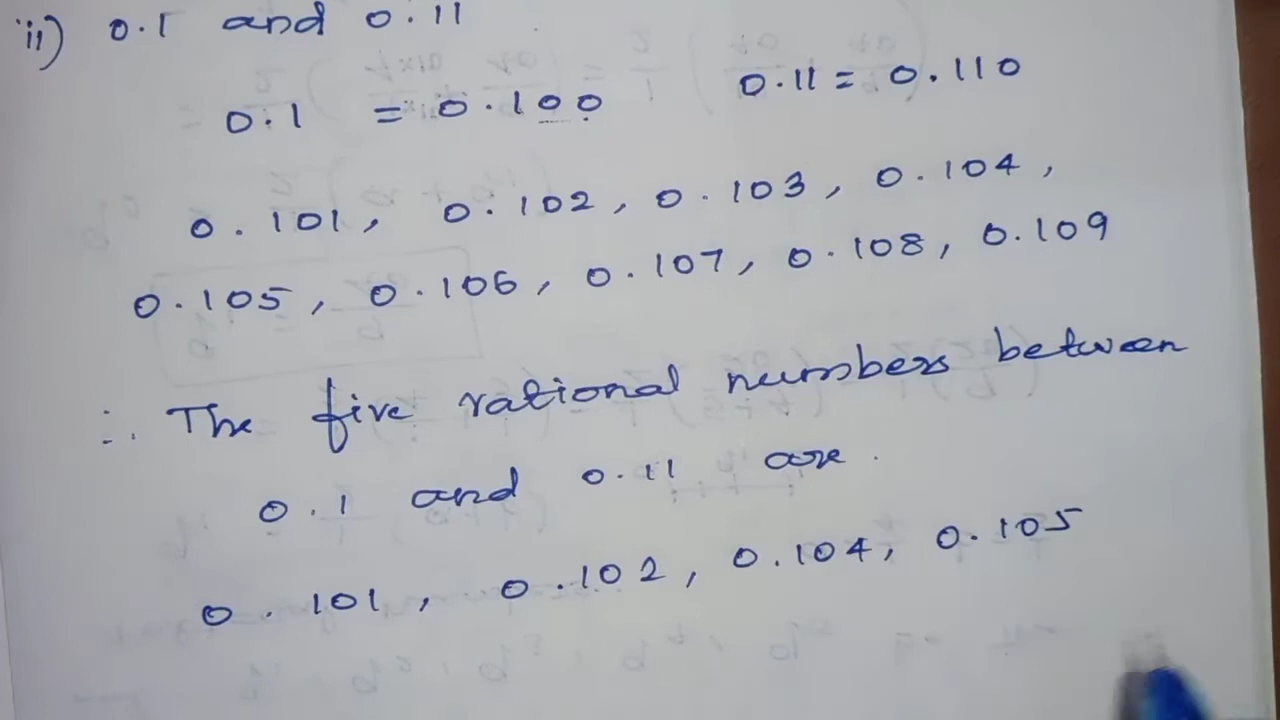 ii) 0.1 and 0.11
0.1 = 0.100 0.11 = 0.110
0.101, 0.102, 0.103, 0.104,
0.105, 0.106, 0.107, 0.108, 0.109
∴ The five rational numbers between
0.1 and 0.11 are.
0.101, 0.102, 0.104, 0.105